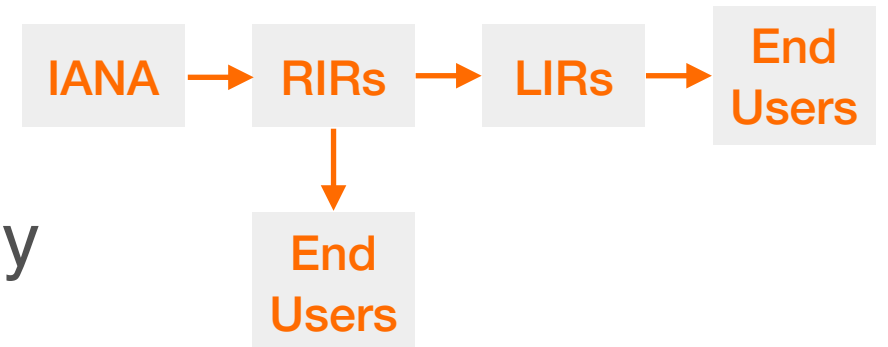 IANA
RIRs
LIRs
End
Users
y
End
Users